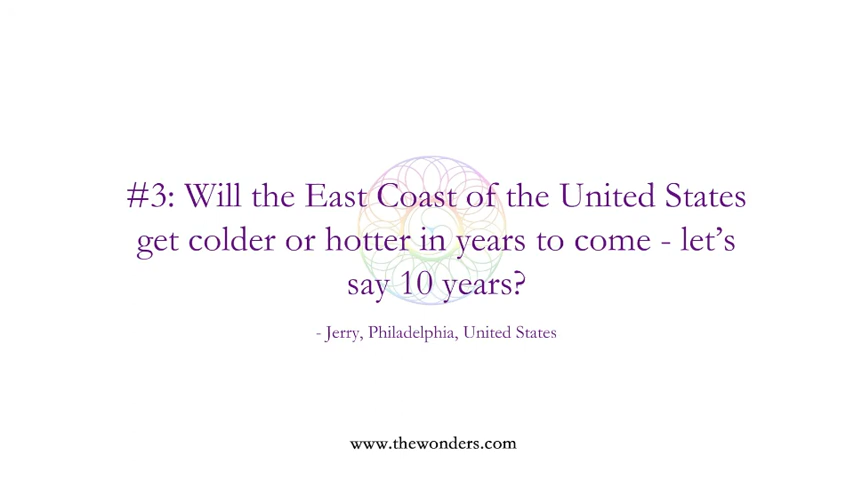 #3: Will the East Coast of the United States
get colder or hotter in years to come - let’s
say 10 years?
- Jerry, Philadelphia, United States
www.thewonders.com